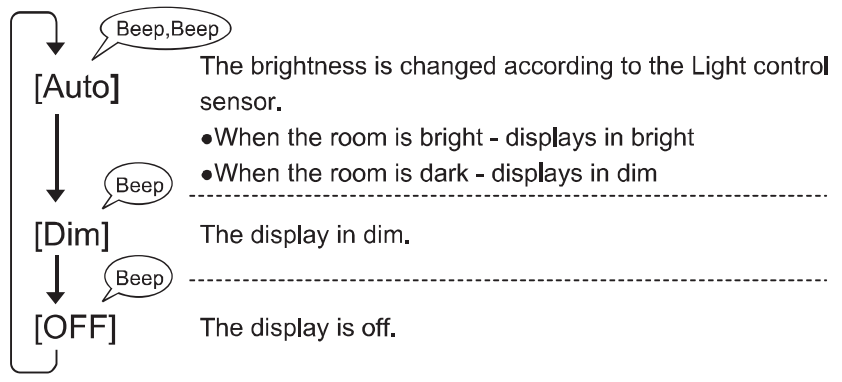 Beep,Beep
[Auto]
The brightness is changed according to the Light control
sensor.
●When the room is bright - displays in bright
●When the room is dark - displays in dim
Beep
[Dim]
The display in dim.
Beep
[OFF]
The display is off.